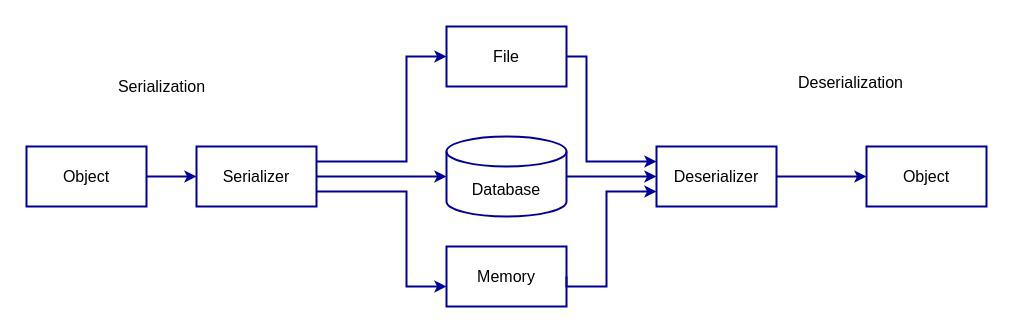 File
Serialization
Deserialization
Object
Serializer
Database
Deserializer
Object
Memory